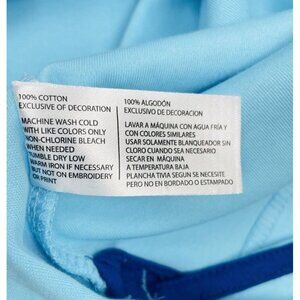 100% COTTON
EXCLUSIVE OF DECORATION
MACHINE WASH COLD
WITH LIKE COLORS ONLY
NON-CHLORINE BLEACH
WHEN NEEDED
TUMBLE DRY LOW
WARM IRON IF NECESSARY
BUT NOT ON EMBROIDERY
OR PRINT
100% ALGODÓN
EXCLUSIVO DE DECORACION
LAVAR A MÁQUINA CON AGUA FRÍA Y
CON COLORES SIMILARES
USAR SOLAMENTE BLANQUEADOR SIN
CLORO CUANDO SEA NECESARIO
SECAR EN MÁQUINA
A TEMPERATURA BAJA
PLANCHA TIVIA SEGUN SE NECESITE
PERO NO EN BORDADO O ESTAMPADO